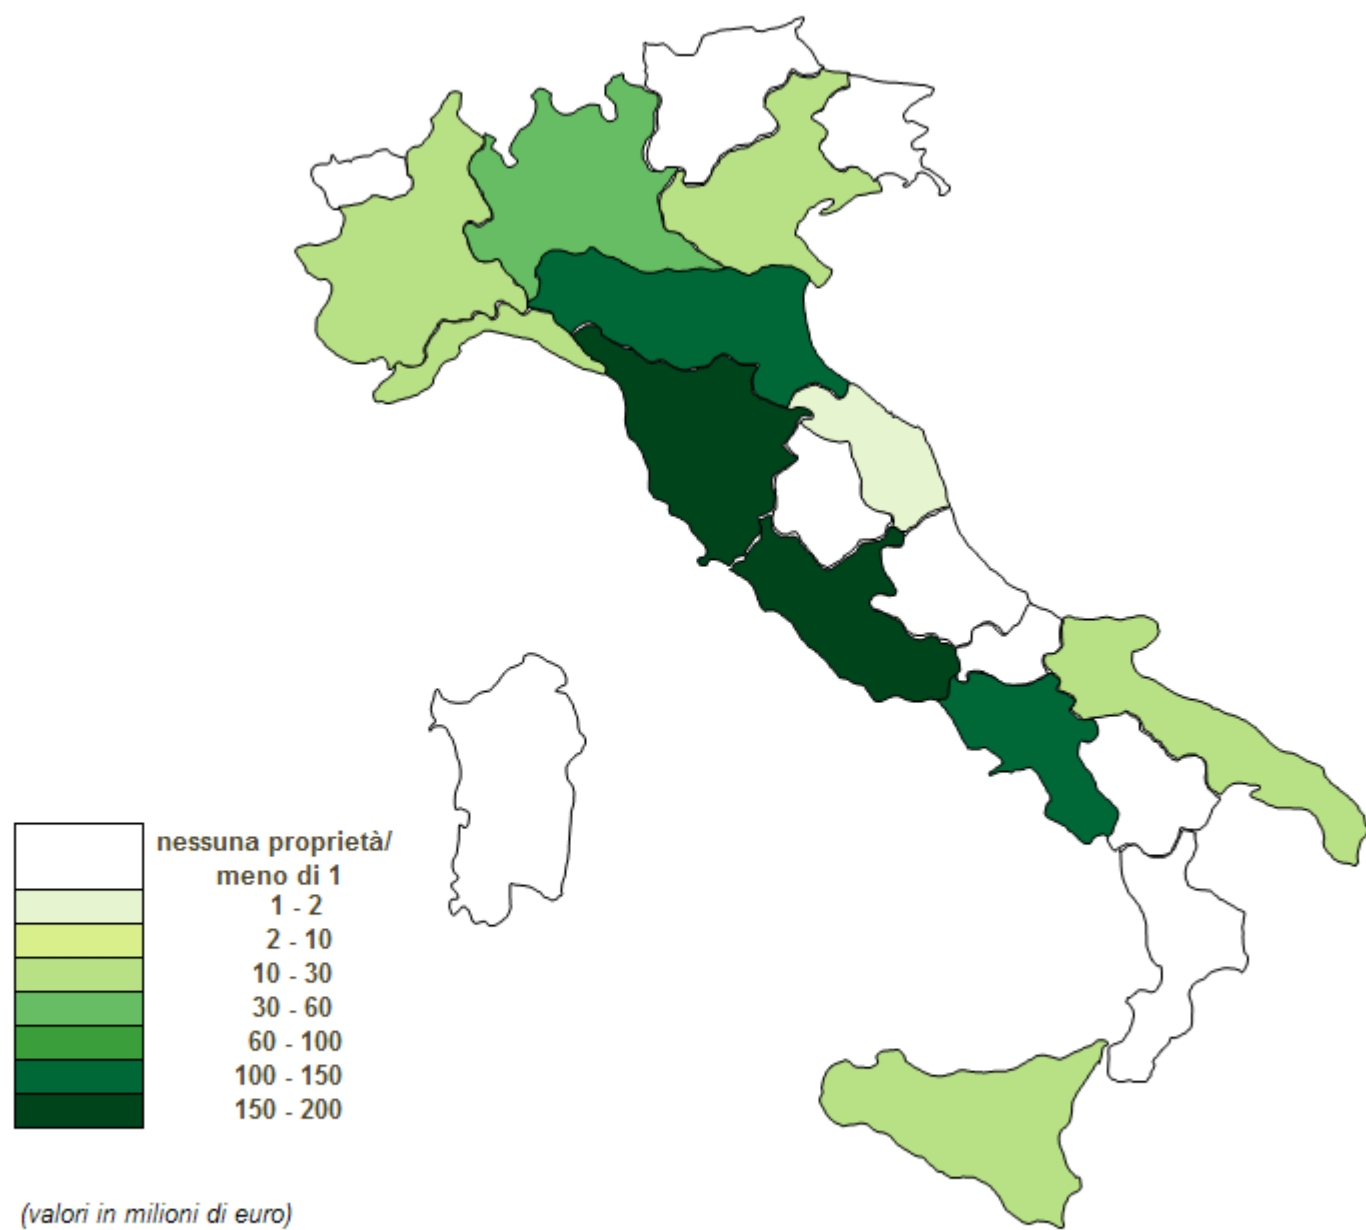 nessuna proprietà/
meno di 1
1 - 2
2 - 10
10 - 30
30 - 60
60 - 100
100 - 150
150 - 200
(valori in milioni di euro)